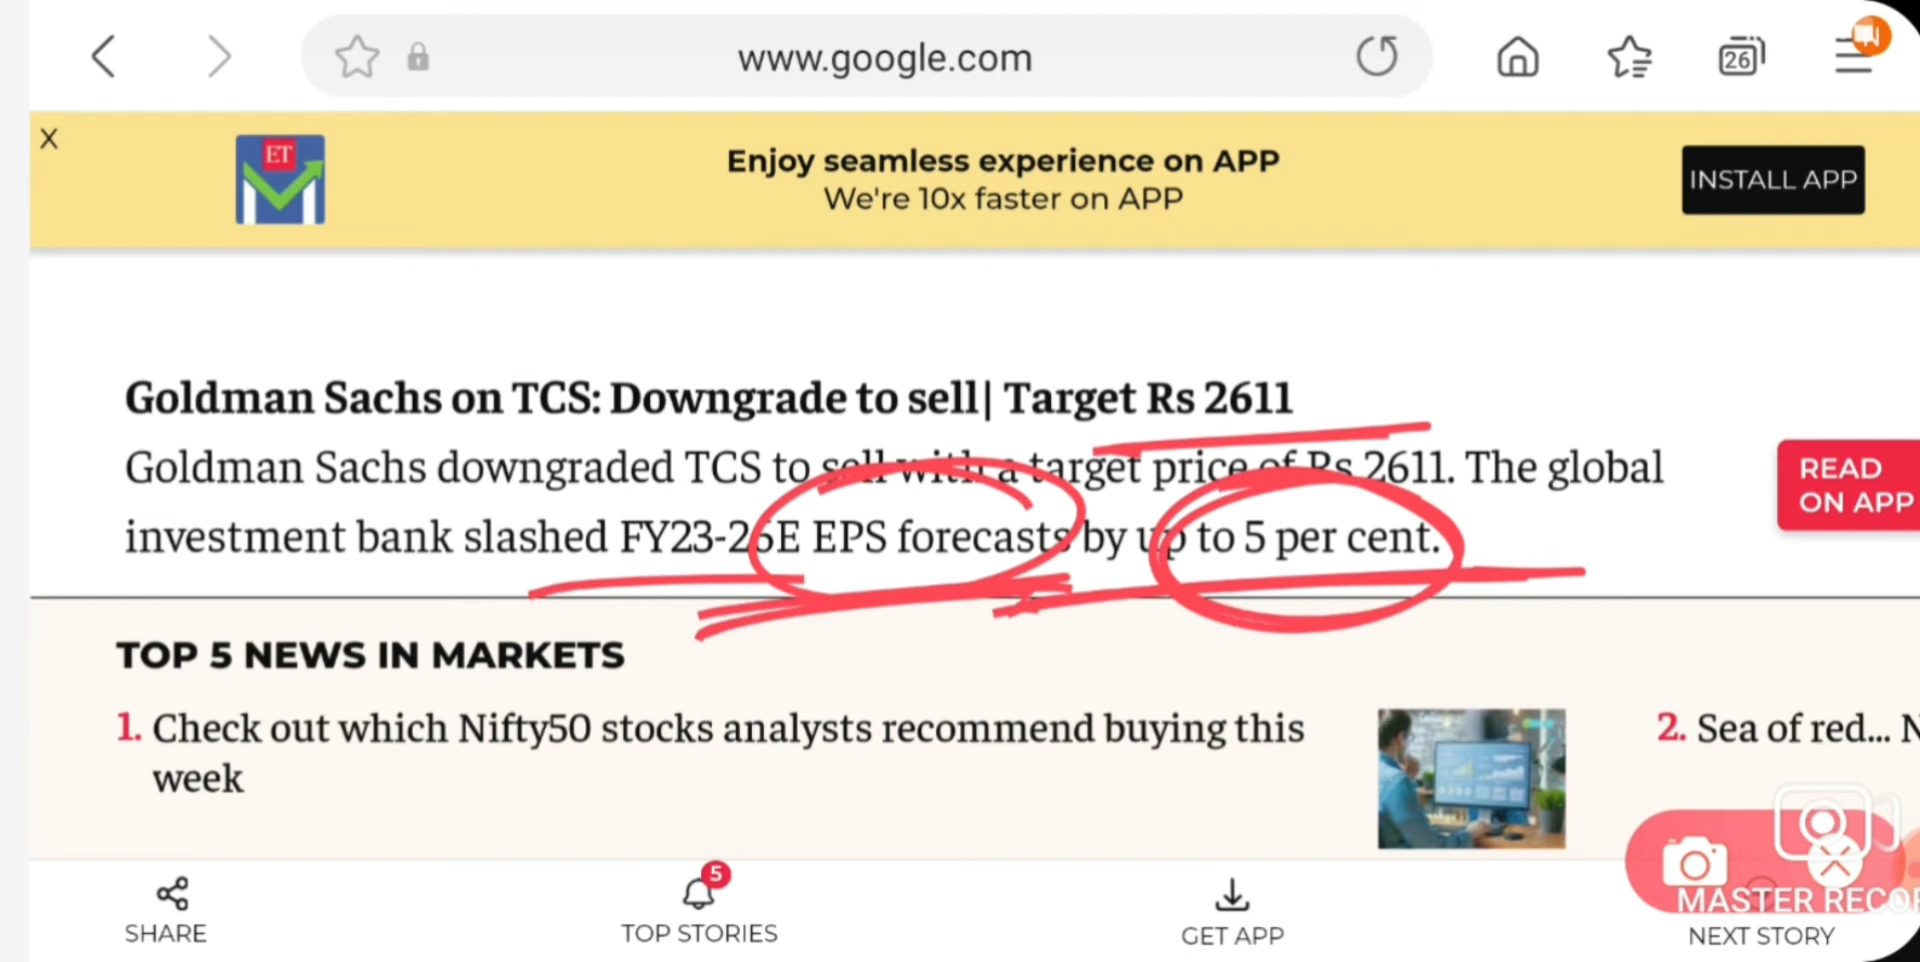 www.google.com
26
X
ET
Enjoy seamless experience on APP
We're 10x faster on APP
INSTALL APP
Goldman Sachs on TCS: Downgrade to sell| Target Rs 2611
Goldman Sachs downgraded TCS to sell with a target price of Rs 2611. The global
investment bank slashed FY23-26E EPS forecasts by up to 5 per cent.
READ
ON APP
TOP 5 NEWS IN MARKETS
1. Check out which Nifty50 stocks analysts recommend buying this
week
2. Sea of red... N
5
SHARE
TOP STORIES
GET APP
MASTER RECOR
NEXT STORY